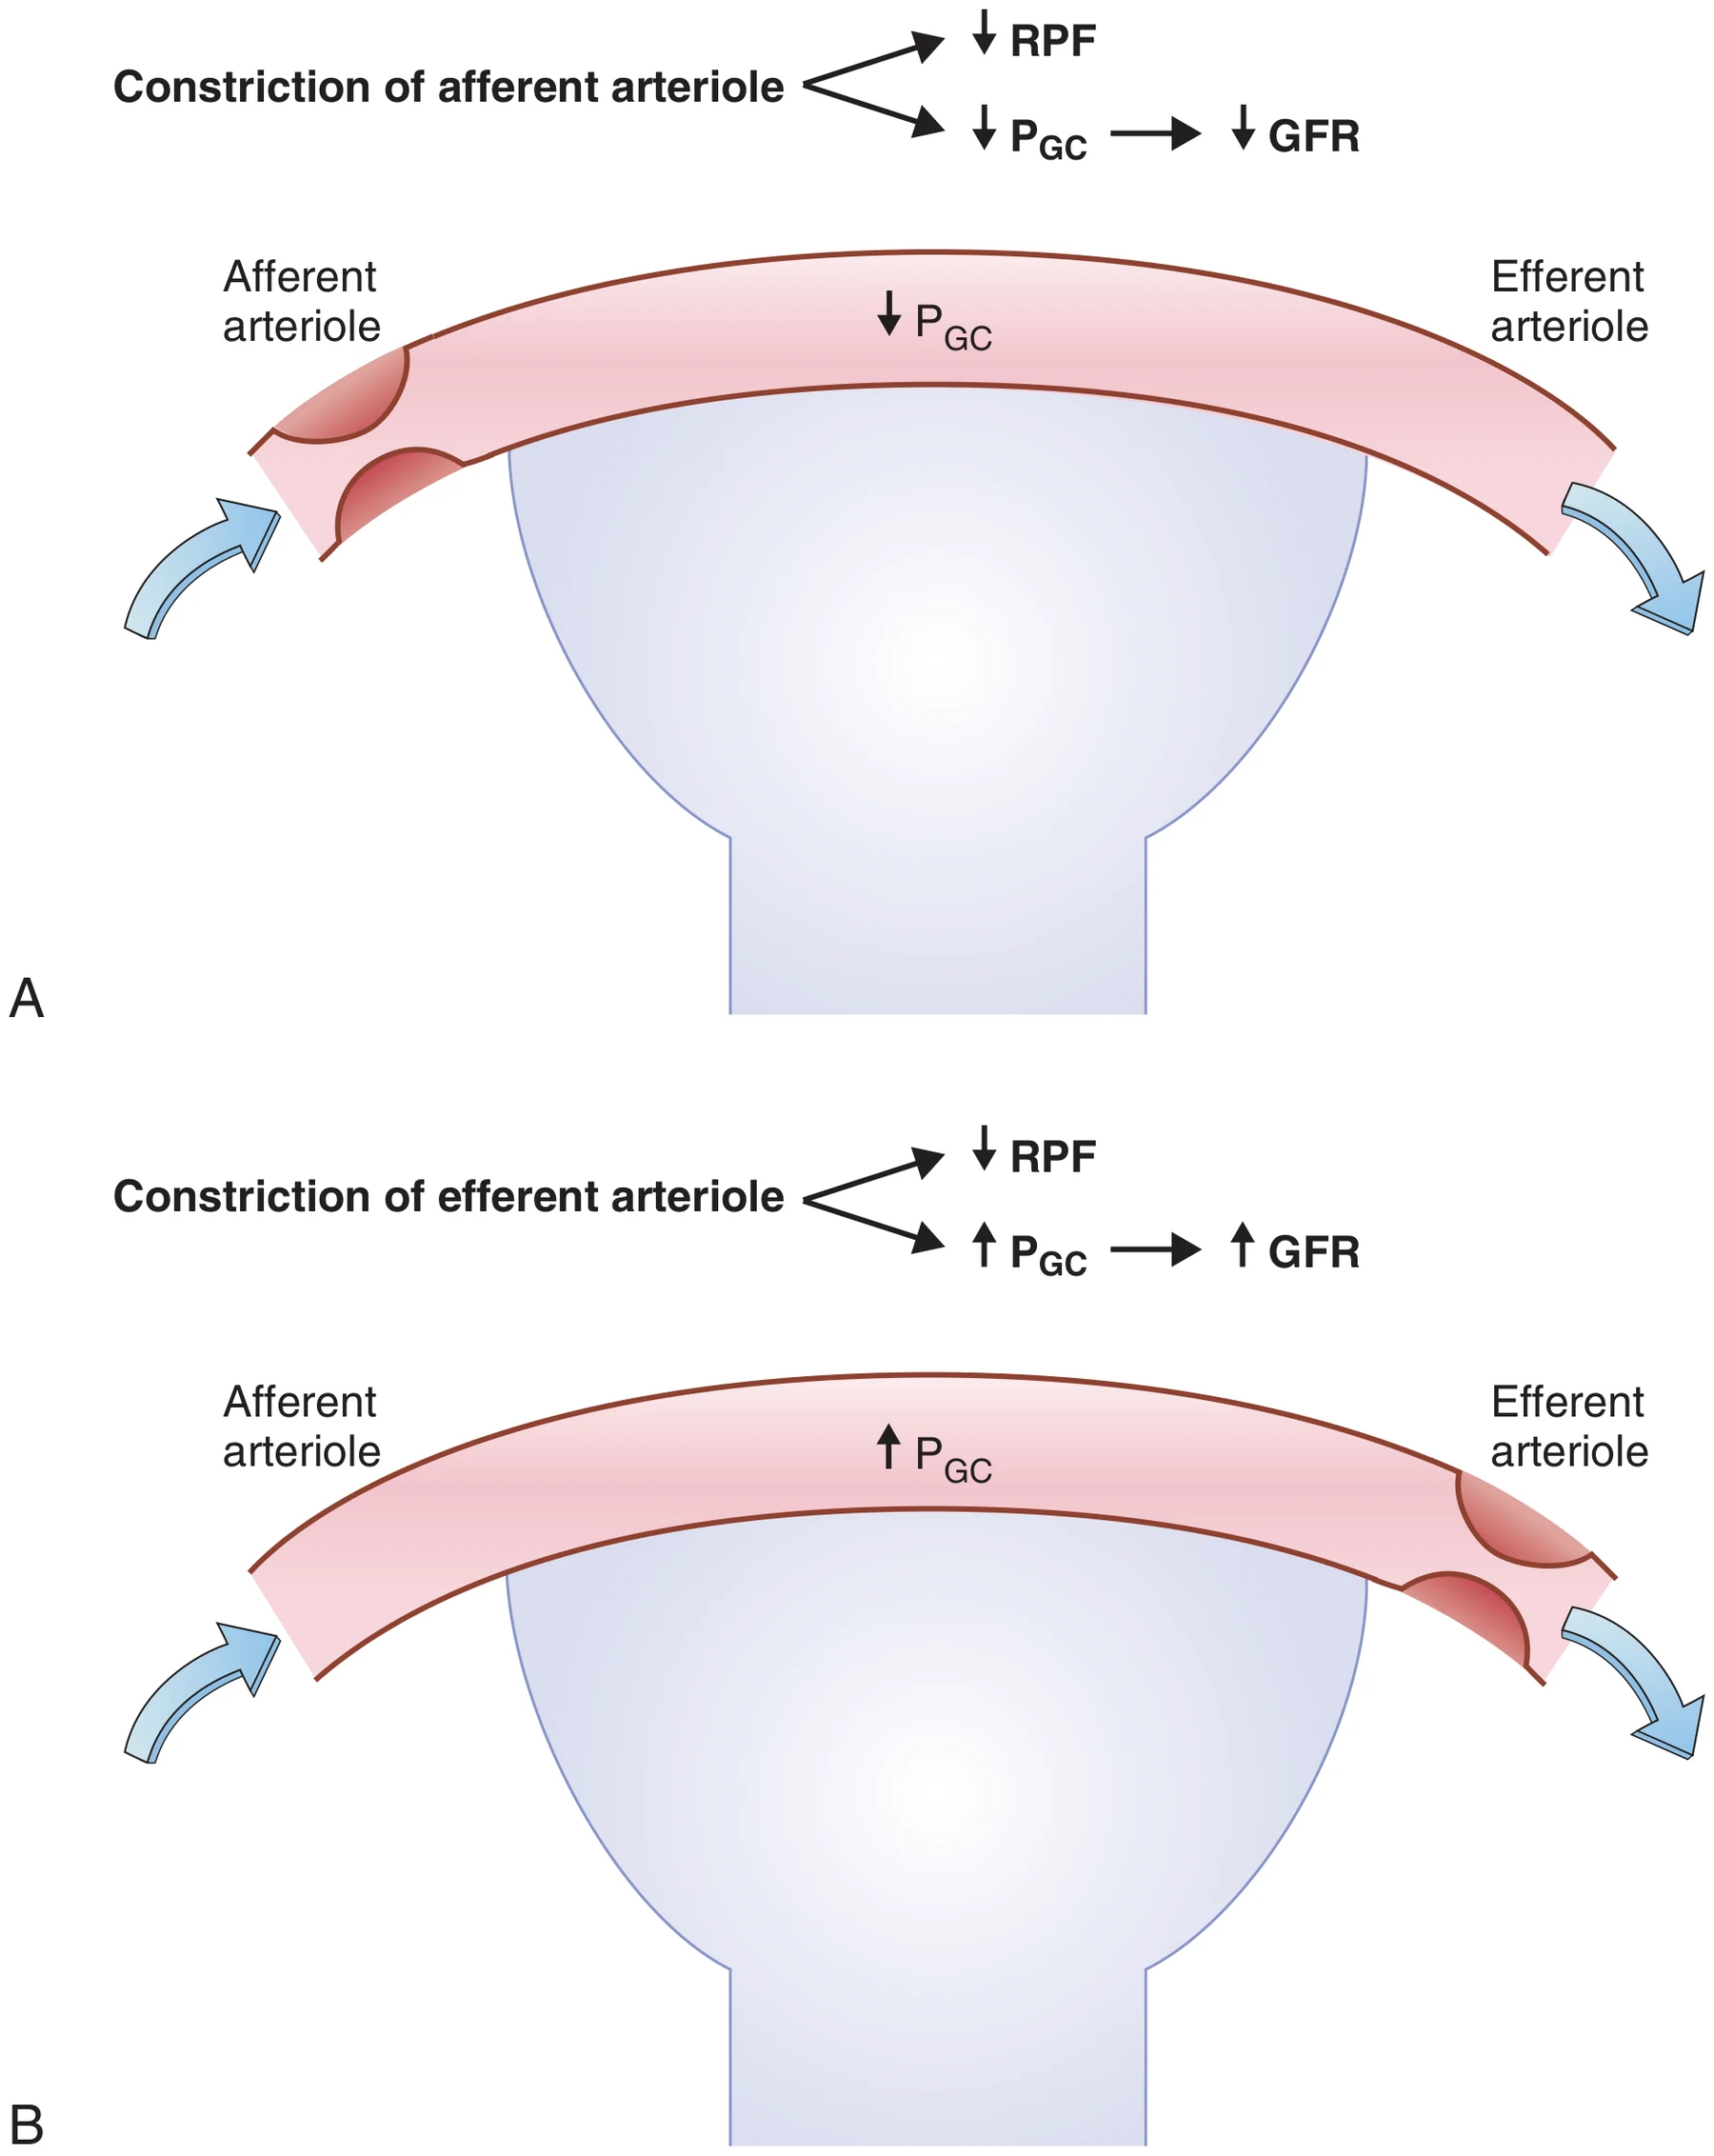 ↓ RPF
Constriction of afferent arteriole
↓ PGC → ↓ GFR
Afferent
arteriole
↓ PGC
Efferent
arteriole
A
↓ RPF
Constriction of efferent arteriole
↑ PGC → ↑ GFR
Afferent
arteriole
↑ PGC
Efferent
arteriole
B